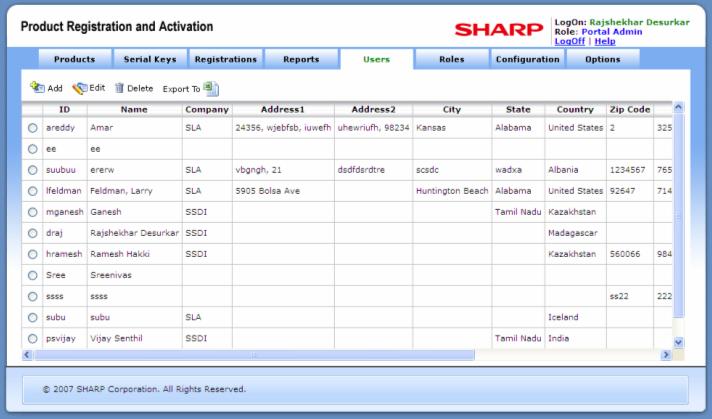 Product Registration and Activation
SHARP
LogOn: Rajshekhar Desurkar
Role: Portal Admin
LogOff | Help
Products Serial Keys Registrations Reports Users Roles Configuration Options
Add Edit Delete Export To
ID Name Company Address1 Address2 City State Country Zip Code
areddy Amar SLA 24356, wjebfsb, iuwefh uhewriufh, 98234 Kansas Alabama United States 2 325
ee ee
suubuu ererw SLA vbgngh, 21 dsdfdsrdtre scsdc wadxa Albania 1234567 765
lfeldman Feldman, Larry SLA 5905 Bolsa Ave Huntington Beach Alabama United States 92647 714
mganesh Ganesh SSDI Tamil Nadu Kazakhstan
draj Rajshekhar Desurkar SSDI Madagascar
hramesh Ramesh Hakki SSDI Kazakhstan 560066 984
Sree Sreenivas
ssss ssss ss22 222
subu subu SLA Iceland
psvijay Vijay Senthil SSDI Tamil Nadu India
© 2007 SHARP Corporation. All Rights Reserved.